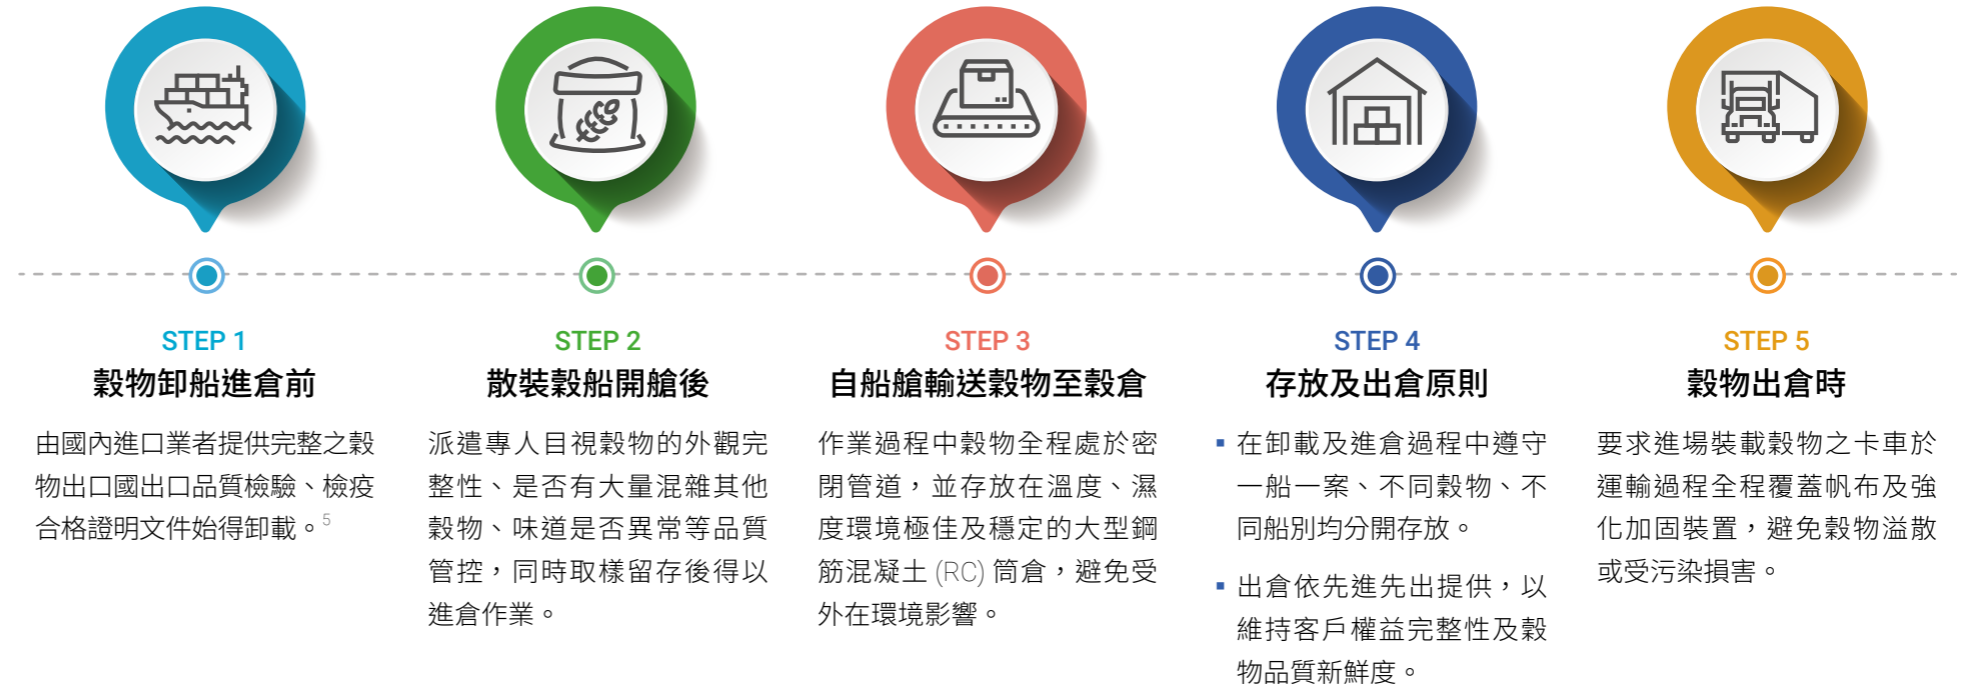 STEP 1
穀物卸船進倉前
由國內進口業者提供完整之穀
物出口國出口品質檢驗、檢疫
合格證明文件始得卸載。5
STEP 2
散裝穀船開艙後
派遣專人目視穀物的外觀完
整性、是否有大量混雜其他
穀物、味道是否異常等品質
管控，同時取樣留存後得以
進倉作業。
STEP 3
自船艙輸送穀物至穀倉
作業過程中穀物全程處於密
閉管道，並存放在溫度、濕
度環境極佳及穩定的大型鋼
筋混凝土 (RC) 筒倉，避免受
外在環境影響。
STEP 4
存放及出倉原則
▪ 在卸載及進倉過程中遵守
一船一案、不同穀物、不
同船別均分開存放。
▪ 出倉依先進先出提供，以
維持客戶權益完整性及穀
物品質新鮮度。
STEP 5
穀物出倉時
要求進場裝載穀物之卡車於
運輸過程全程覆蓋帆布及強
化加固裝置，避免穀物溢散
或受污染損害。